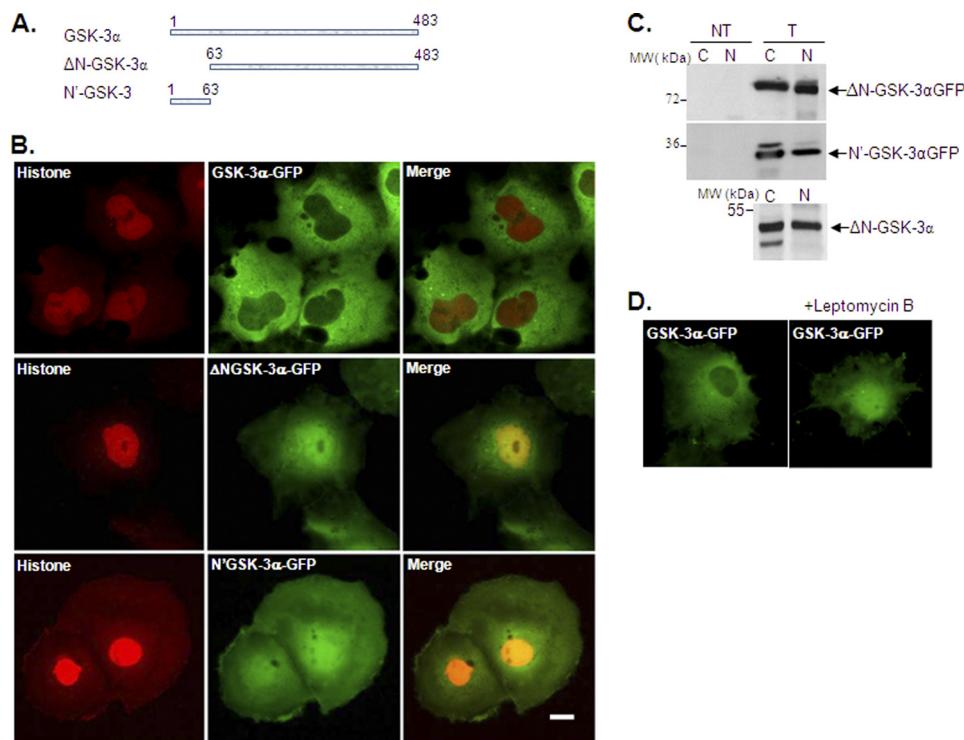 A.
1 483
GSK-3α
63 483
ΔN-GSK-3α
1 63
N'-GSK-3
B.
Histone GSK-3α-GFP Merge
Histone ΔNGSK-3α-GFP Merge
Histone N'GSK-3α-GFP Merge
C.
NT T
MW( kDa) C N C N
72 ΔN-GSK-3αGFP
36 N'-GSK-3αGFP
MW (kDa) C N
55 ΔN-GSK-3α
D.
+Leptomycin B
GSK-3α-GFP GSK-3α-GFP